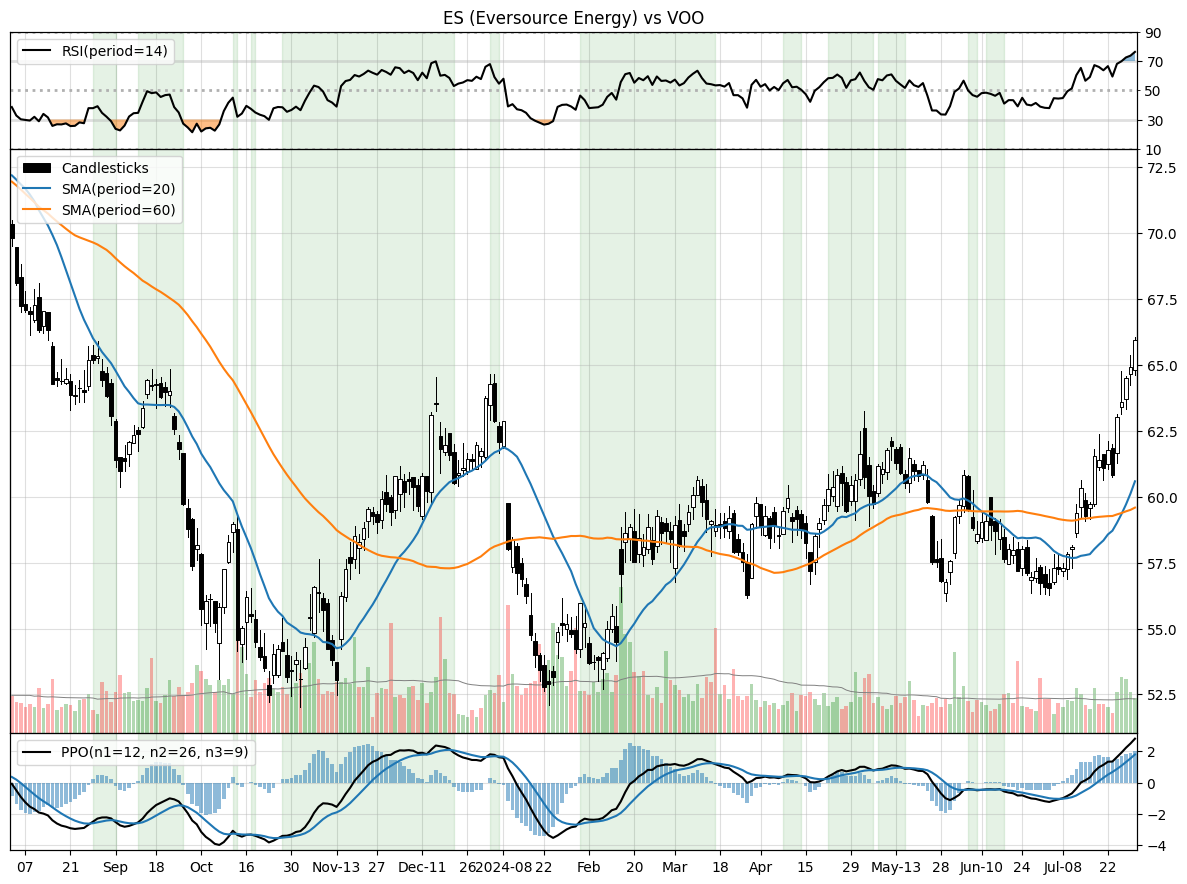 ES (Eversource Energy) vs VOO
RSI(period=14)
90
70
50
30
10
Candlesticks
SMA(period=20)
SMA(period=60)
72.5
70.0
67.5
65.0
62.5
60.0
57.5
55.0
52.5
PPO(n1=12, n2=26, n3=9)
2
0
−2
−4
07 21 Sep 18 Oct 16 30 Nov-13 27 Dec-11 26 2024-08 22 Feb 20 Mar 18 Apr 15 29 May-13 28 Jun-10 24 Jul-08 22